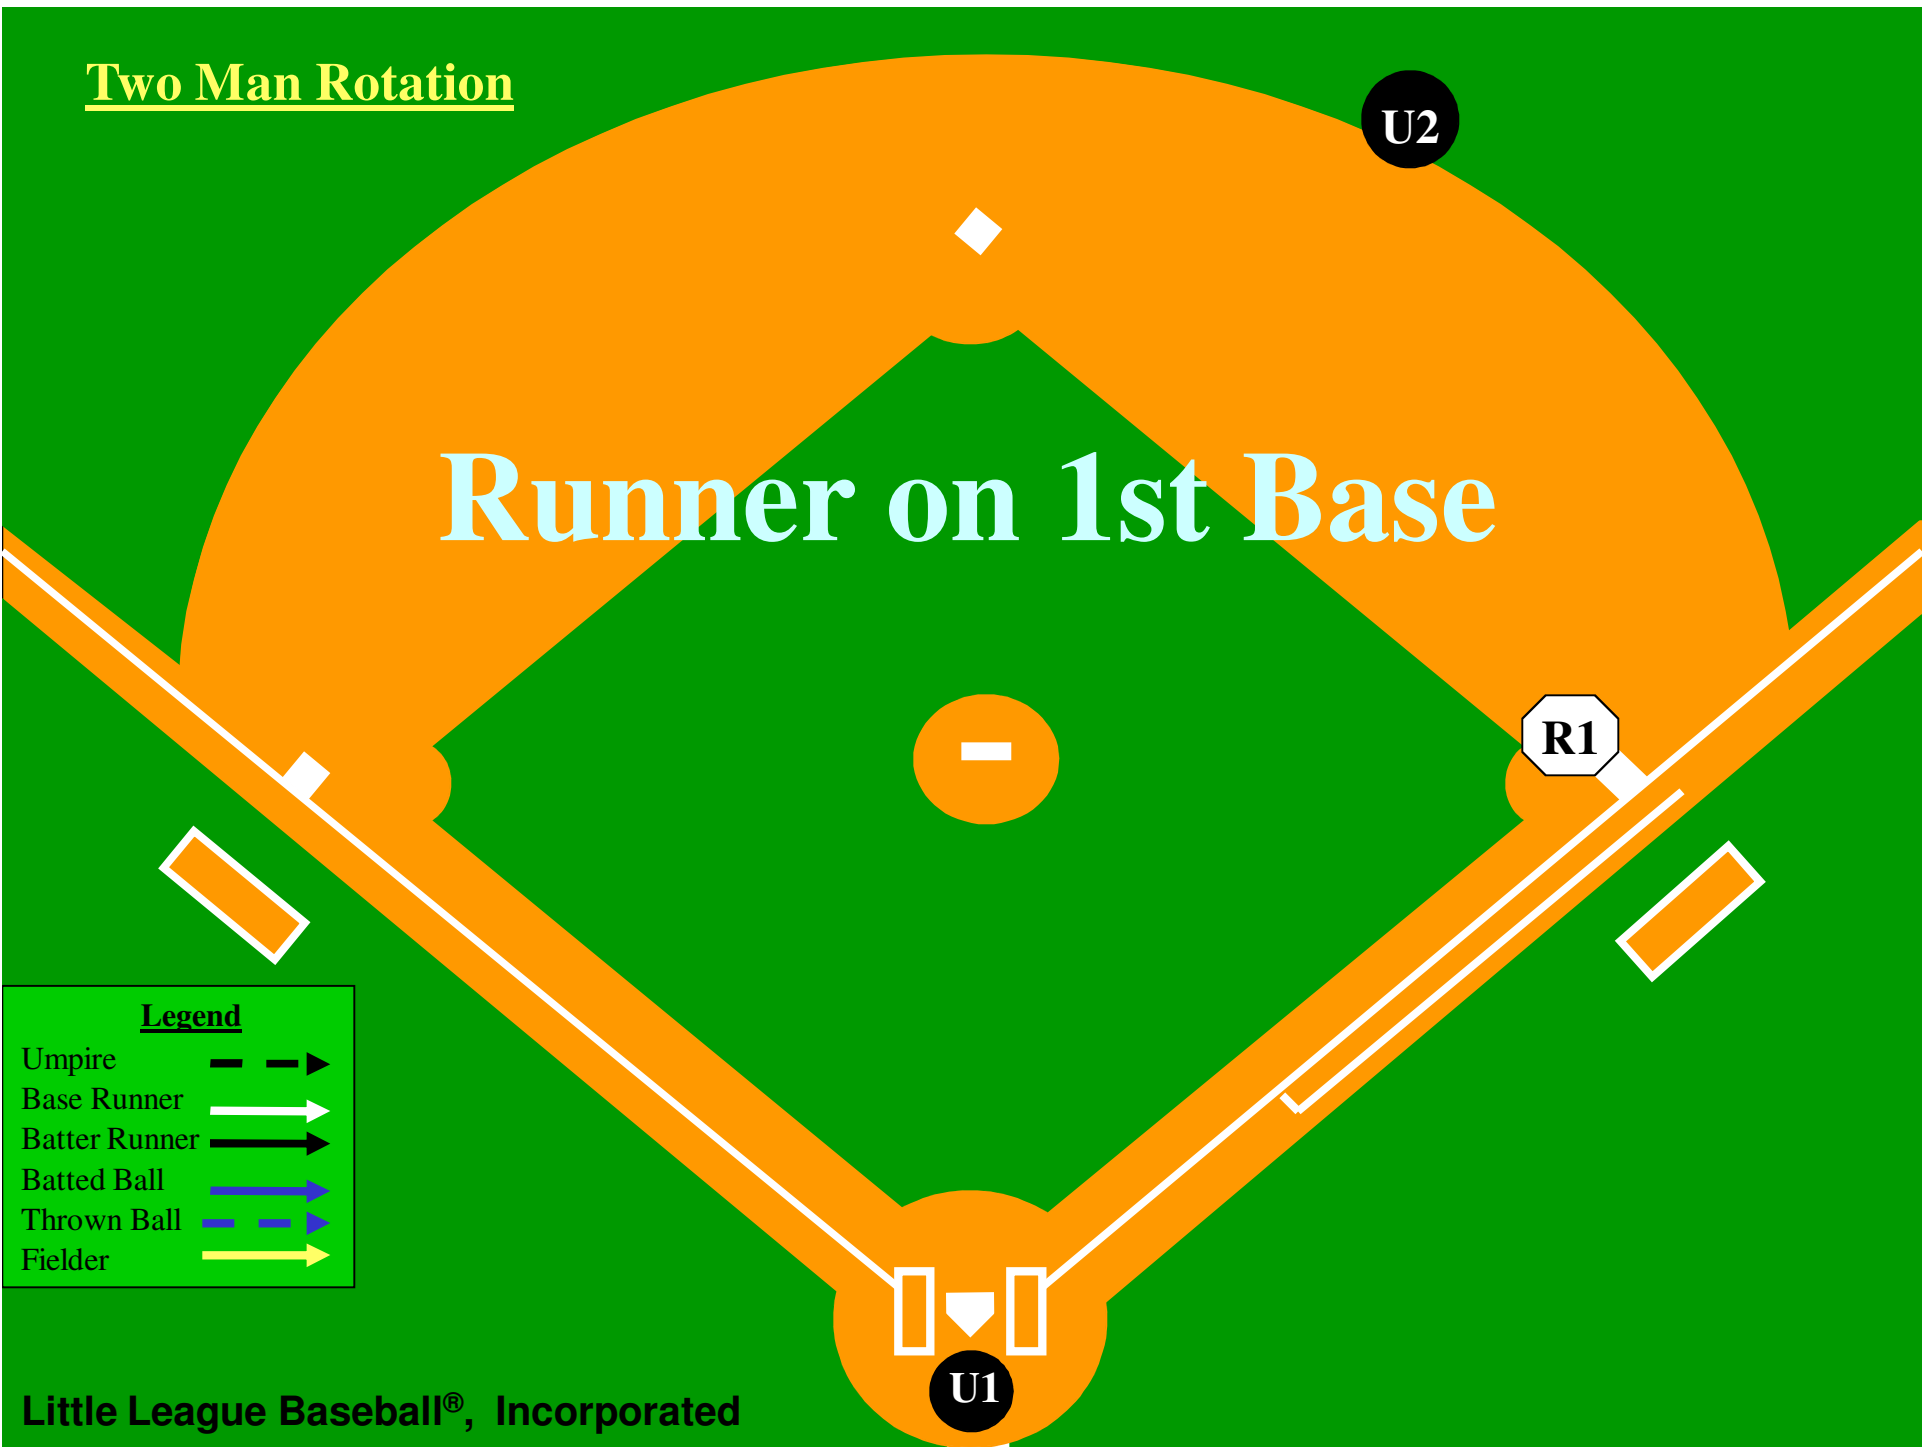 Two Man Rotation
U2
Runner on 1st Base
R1
Legend
Umpire
Base Runner
Batter Runner
Batted Ball
Thrown Ball
Fielder
U1
Little League Baseball®, Incorporated